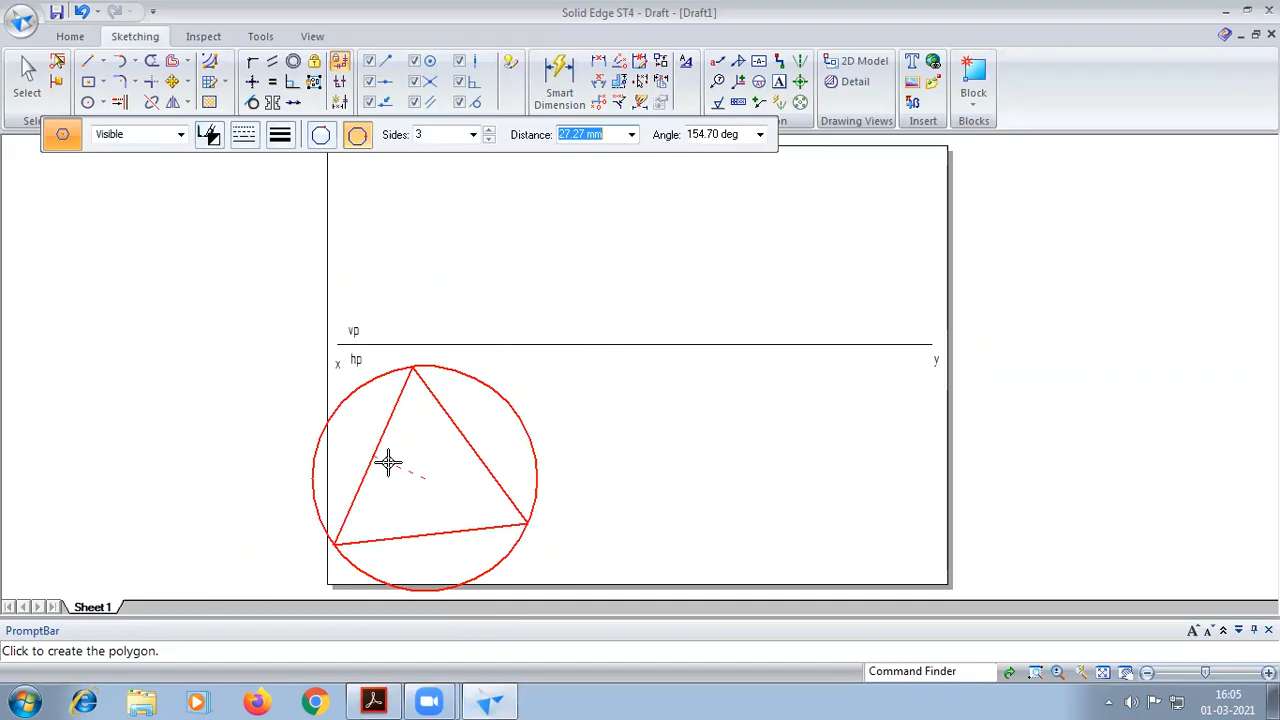 Solid Edge ST4 - Draft - [Draft1]
Home Sketching Inspect Tools View
Select
Smart Dimension
2D Model
Detail
Block
Drawing Views Insert Blocks
Visible Sides: 3 Distance: 27.27 mm Angle: 154.70 deg
vp
x hp y
Sheet 1
PromptBar
Click to create the polygon.
Command Finder
16:05
01-03-2021